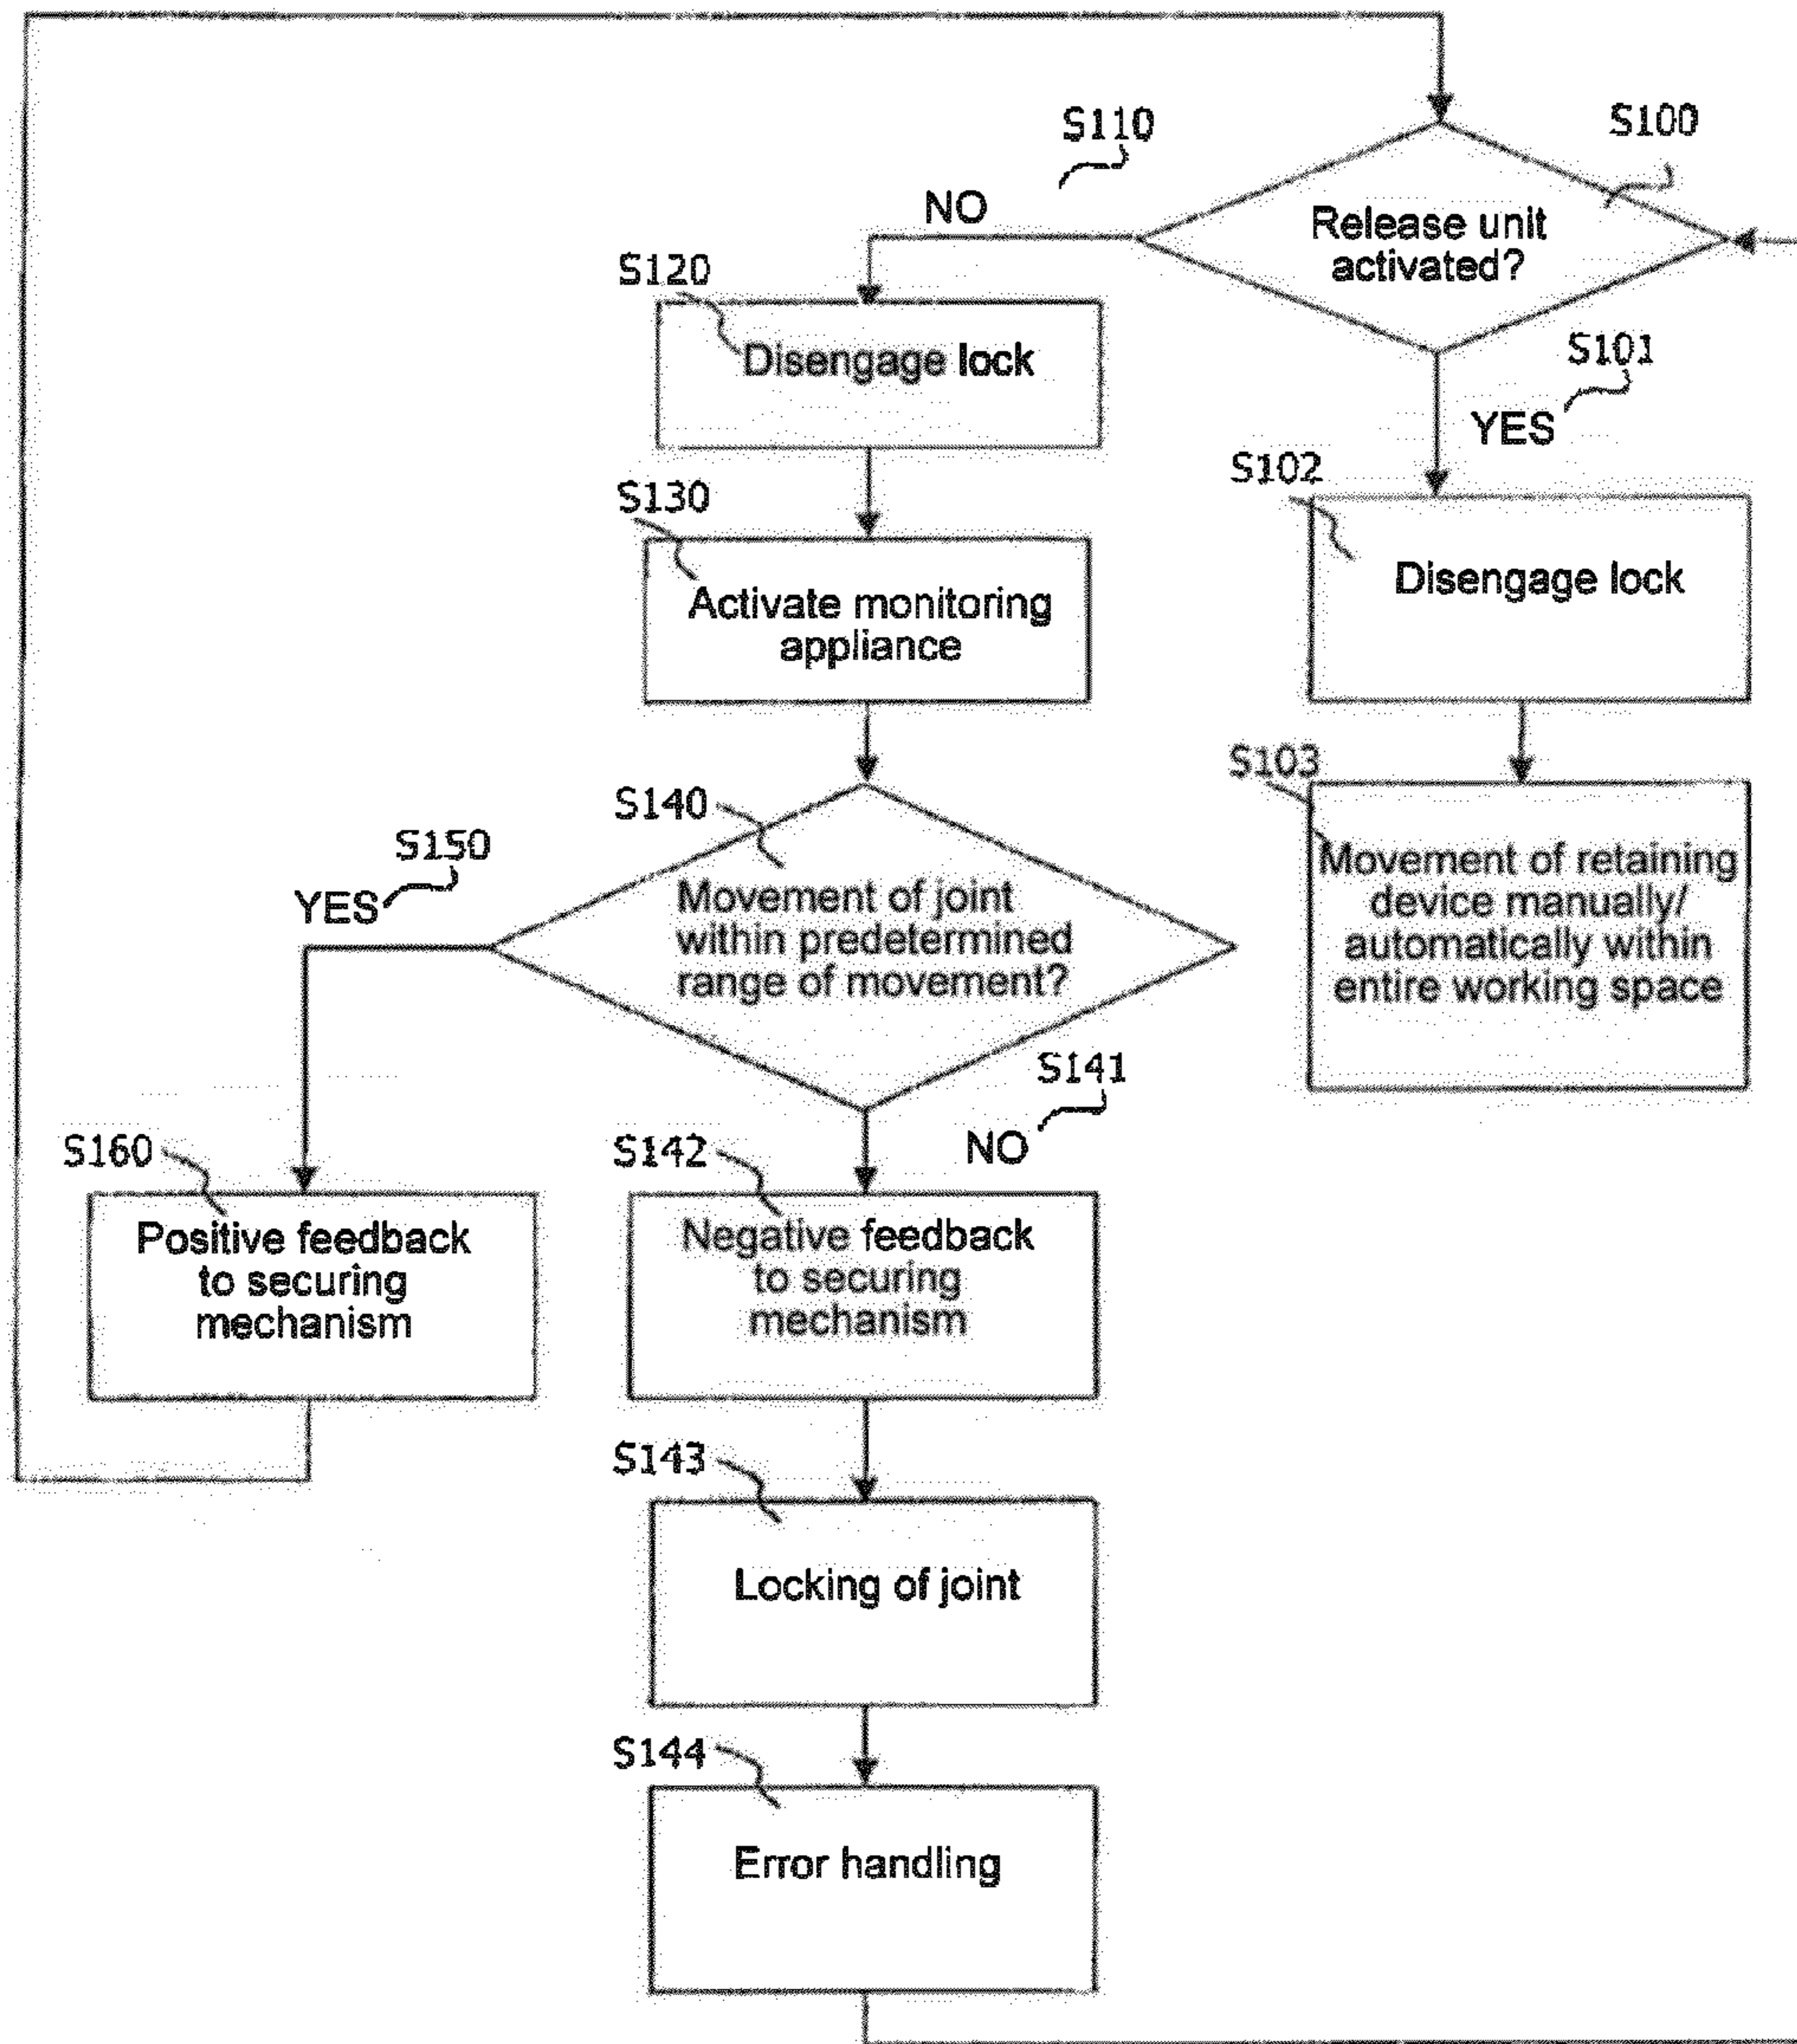 S110
S100
NO
Release unit
activated?
S120
Disengage lock
S101
YES
S102
Disengage lock
S130
Activate monitoring
appliance
S103
Movement of retaining
device manually/
automatically within
entire working space
S140
Movement of joint
within predetermined
range of movement?
S150
YES
S141
NO
S160
Positive feedback
to securing
mechanism
S142
Negative feedback
to securing
mechanism
S143
Locking of joint
S144
Error handling